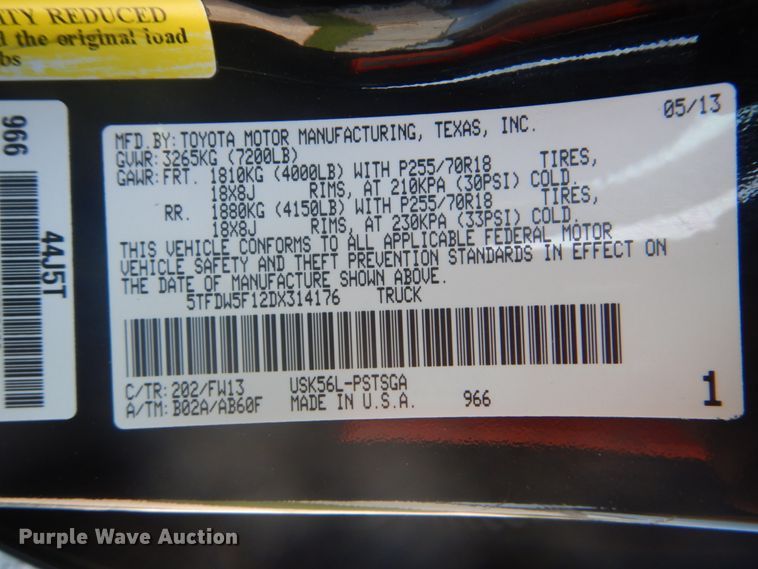 ITY REDUCED
the original load
bs
966
44J5T
05/13
MFD.BY: TOYOTA MOTOR MANUFACTURING, TEXAS, INC.
GVWR: 3265KG (7200LB)
GAWR: FRT. 1810KG (4000LB) WITH P255/70R18 TIRES,
18X8J RIMS, AT 210KPA (30PSI) COLD.
RR. 1880KG (4150LB) WITH P255/70R18 TIRES,
18X8J RIMS, AT 230KPA (33PSI) COLD.
THIS VEHICLE CONFORMS TO ALL APPLICABLE FEDERAL MOTOR
VEHICLE SAFETY AND THEFT PREVENTION STANDARDS IN EFFECT ON
THE DATE OF MANUFACTURE SHOWN ABOVE.
5TFDW5F12DX314176 TRUCK
C/TR: 202/FW13 USK56L-PSTSGA
A/TM: B02A/AB60F MADE IN U.S.A. 966 1
Purple Wave Auction